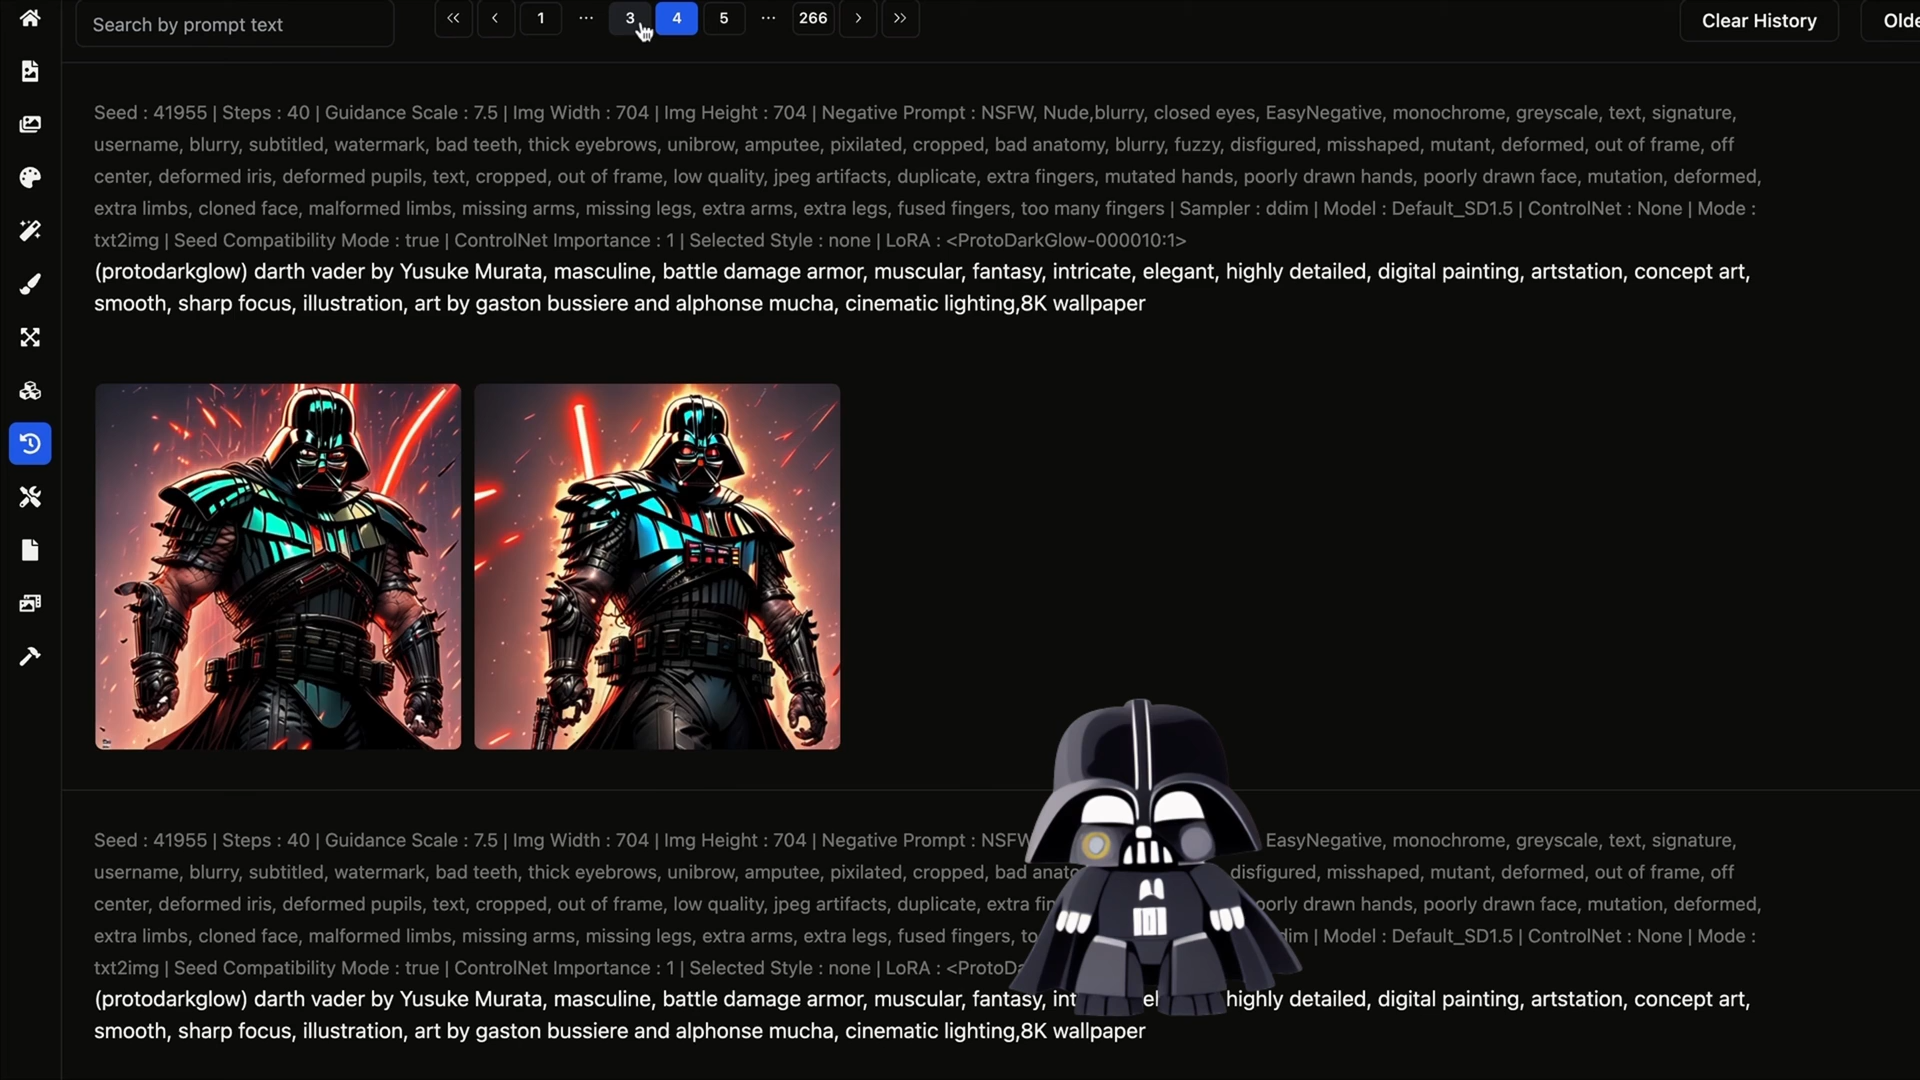 Search by prompt text
1 ... 3 4 5 ... 266
Clear History
Olde
Seed : 41955 | Steps : 40 | Guidance Scale : 7.5 | Img Width : 704 | Img Height : 704 | Negative Prompt : NSFW, Nude,blurry, closed eyes, EasyNegative, monochrome, greyscale, text, signature,
username, blurry, subtitled, watermark, bad teeth, thick eyebrows, unibrow, amputee, pixilated, cropped, bad anatomy, blurry, fuzzy, disfigured, misshaped, mutant, deformed, out of frame, off
center, deformed iris, deformed pupils, text, cropped, out of frame, low quality, jpeg artifacts, duplicate, extra fingers, mutated hands, poorly drawn hands, poorly drawn face, mutation, deformed,
extra limbs, cloned face, malformed limbs, missing arms, missing legs, extra arms, extra legs, fused fingers, too many fingers | Sampler : ddim | Model : Default_SD1.5 | ControlNet : None | Mode :
txt2img | Seed Compatibility Mode : true | ControlNet Importance : 1 | Selected Style : none | LoRA : <ProtoDarkGlow-000010:1>
(protodarkglow) darth vader by Yusuke Murata, masculine, battle damage armor, muscular, fantasy, intricate, elegant, highly detailed, digital painting, artstation, concept art,
smooth, sharp focus, illustration, art by gaston bussiere and alphonse mucha, cinematic lighting,8K wallpaper
Seed : 41955 | Steps : 40 | Guidance Scale : 7.5 | Img Width : 704 | Img Height : 704 | Negative Prompt : NSFW EasyNegative, monochrome, greyscale, text, signature,
username, blurry, subtitled, watermark, bad teeth, thick eyebrows, unibrow, amputee, pixilated, cropped, bad disfigured, misshaped, mutant, deformed, out of frame, off
center, deformed iris, deformed pupils, text, cropped, out of frame, low quality, jpeg artifacts, duplicate, extra drawn hands, poorly drawn face, mutation, deformed,
extra limbs, cloned face, malformed limbs, missing arms, missing legs, extra arms, extra legs, fused fingers, | Model : Default_SD1.5 | ControlNet : None | Mode :
txt2img | Seed Compatibility Mode : true | ControlNet Importance : 1 | Selected Style : none | LoRA : <ProtoDa
(protodarkglow) darth vader by Yusuke Murata, masculine, battle damage armor, muscular, fantasy, highly detailed, digital painting, artstation, concept art,
smooth, sharp focus, illustration, art by gaston bussiere and alphonse mucha, cinematic lighting,8K wallpaper